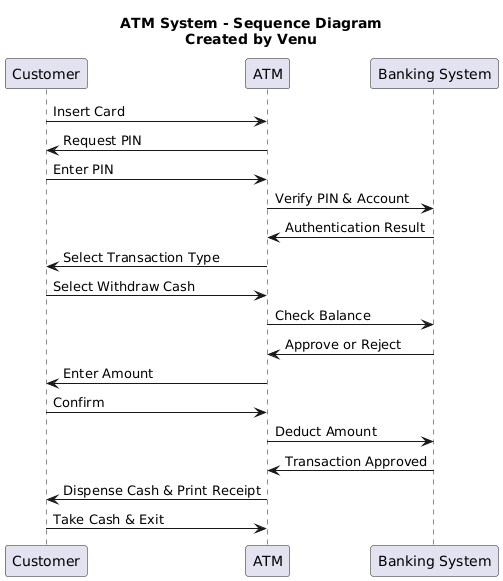 ATM System - Sequence Diagram
Created by Venu
Customer ATM Banking System
Insert Card
Request PIN
Enter PIN
Verify PIN & Account
Authentication Result
Select Transaction Type
Select Withdraw Cash
Check Balance
Approve or Reject
Enter Amount
Confirm
Deduct Amount
Transaction Approved
Dispense Cash & Print Receipt
Take Cash & Exit
Customer ATM Banking System